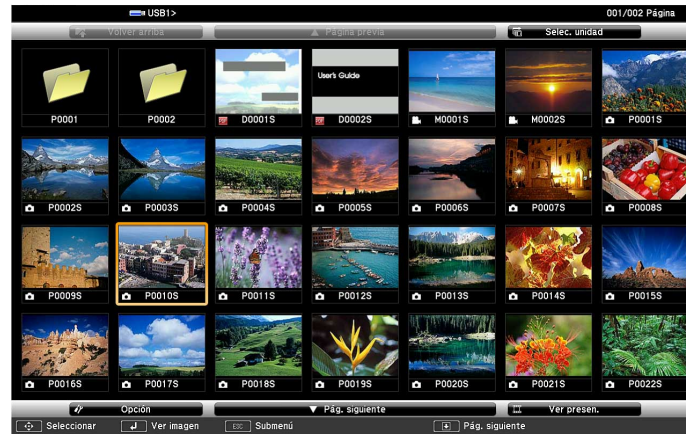 USB1> 001/002 Página
Volver arriba Página previa Selec. unidad
User's Guide
P0001 P0002 D0001S D0002S M0001S M0002S P0001S
P0002S P0003S P0004S P0005S P0006S P0007S P0008S
P0009S P0010S P0011S P0012S P0013S P0014S P0015S
P0016S P0017S P0018S P0019S P0020S P0021S P0022S
Opción Pág. siguiente Ver presen.
Seleccionar Ver imagen ESC Submenú Pág. siguiente